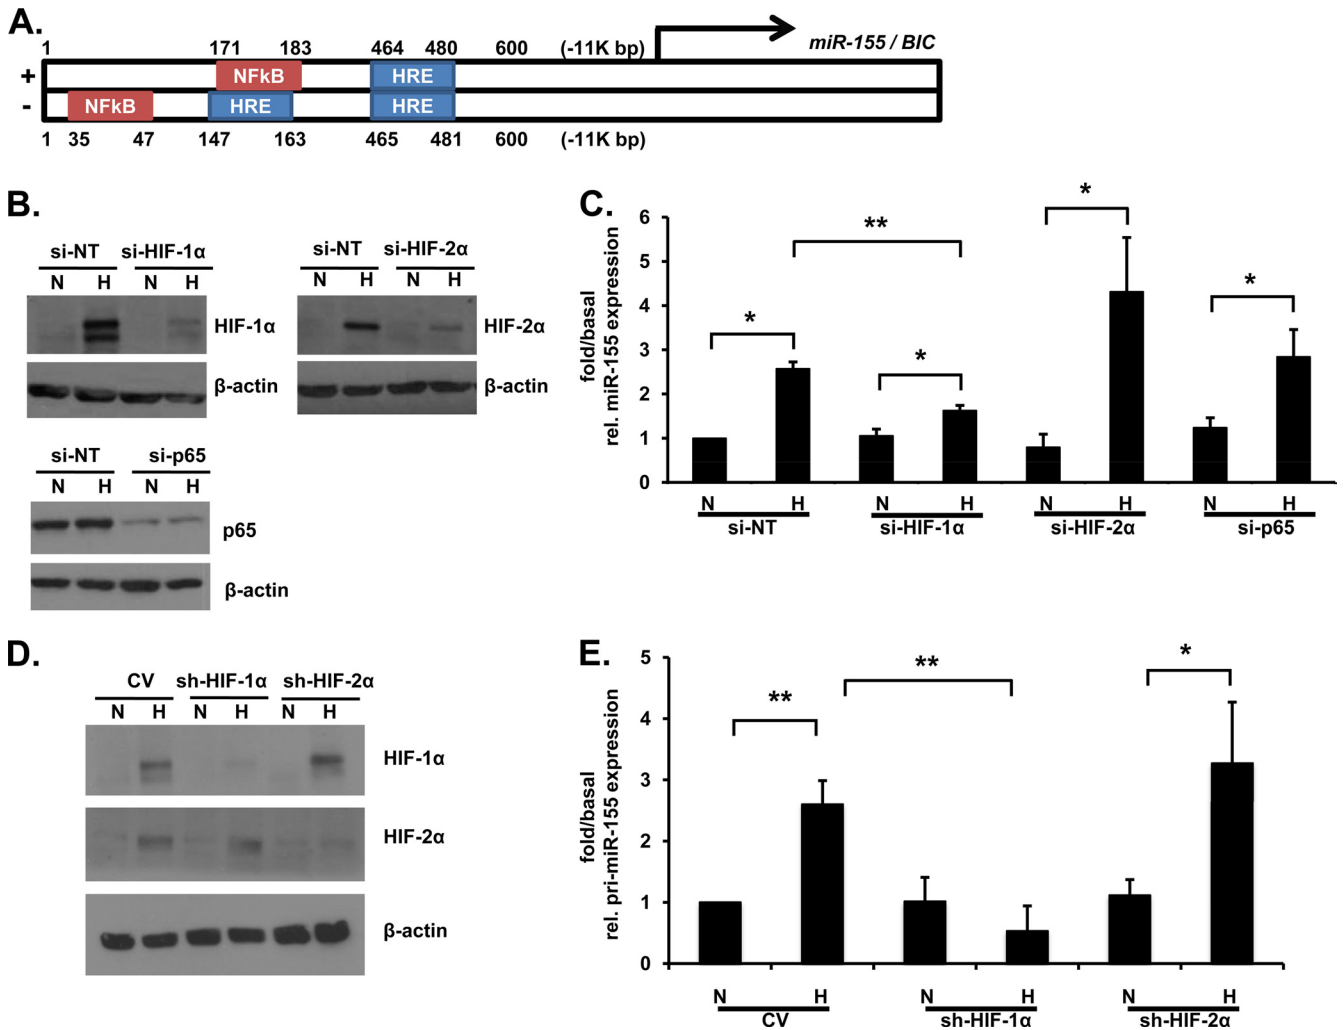 A.
1 171 183 464 480 600 (-11K bp) miR-155 / BIC
+ NFkB HRE
- NFkB HRE HRE
1 35 47 147 163 465 481 600 (-11K bp)
B.
si-NT si-HIF-1α
N H N H
HIF-1α
β-actin
si-NT si-HIF-2α
N H N H
HIF-2α
β-actin
si-NT si-p65
N H N H
p65
β-actin
C.
fold/basal
rel. miR-155 expression
6
5
4
3
2
1
0
* ** * * *
N H N H N H N H
si-NT si-HIF-1α si-HIF-2α si-p65
D.
CV sh-HIF-1α sh-HIF-2α
N H N H N H
HIF-1α
HIF-2α
β-actin
E.
fold/basal
rel. pri-miR-155 expression
5
4
3
2
1
0
** ** *
N H N H N H
CV sh-HIF-1α sh-HIF-2α